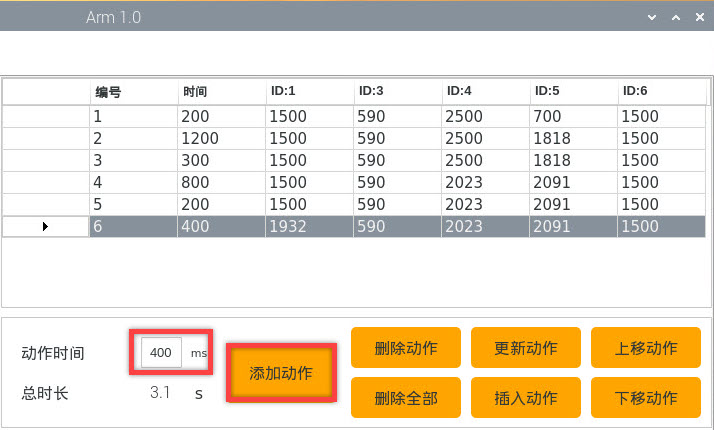 Arm 1.0
编号 时间 ID:1 ID:3 ID:4 ID:5 ID:6
1 200 1500 590 2500 700 1500
2 1200 1500 590 2500 1818 1500
3 300 1500 590 2500 1818 1500
4 800 1500 590 2023 2091 1500
5 200 1500 590 2023 2091 1500
6 400 1932 590 2023 2091 1500
动作时间 400 ms
总时长 3.1 s
添加动作
删除动作 更新动作 上移动作
删除全部 插入动作 下移动作